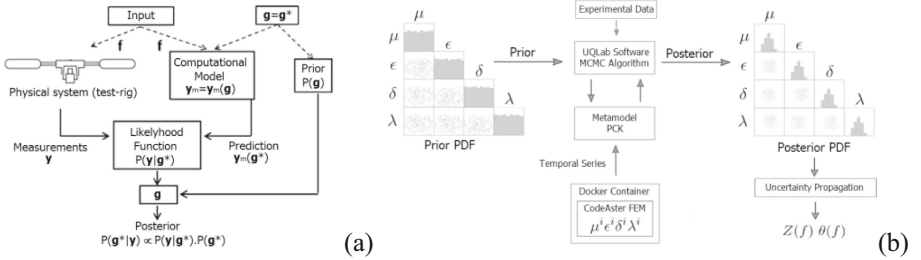 Input
g=g*
f
f
Physical system (test-rig)
Computational
Model
yₘ=yₘ(g)
Prior
P(g)
Measurements
y
Likelyhood
Function
P(y|g*)
Prediction
yₘ(g*)
g
Posterior
P(g*|y) ∝ P(y|g*).P(g*)
(a)
μ
μ
ϵ
ϵ
δ
δ
λ
λ
Prior PDF
Prior
Experimental Data
UQLab Software
MCMC Algorithm
Metamodel
PCK
Temporal Series
Docker Container
CodeAster FEM
μⁱϵⁱδⁱλⁱ
Posterior
μ
μ
ϵ
ϵ
δ
δ
λ
λ
Posterior PDF
Uncertainty Propagation
Z(f) θ(f)
(b)